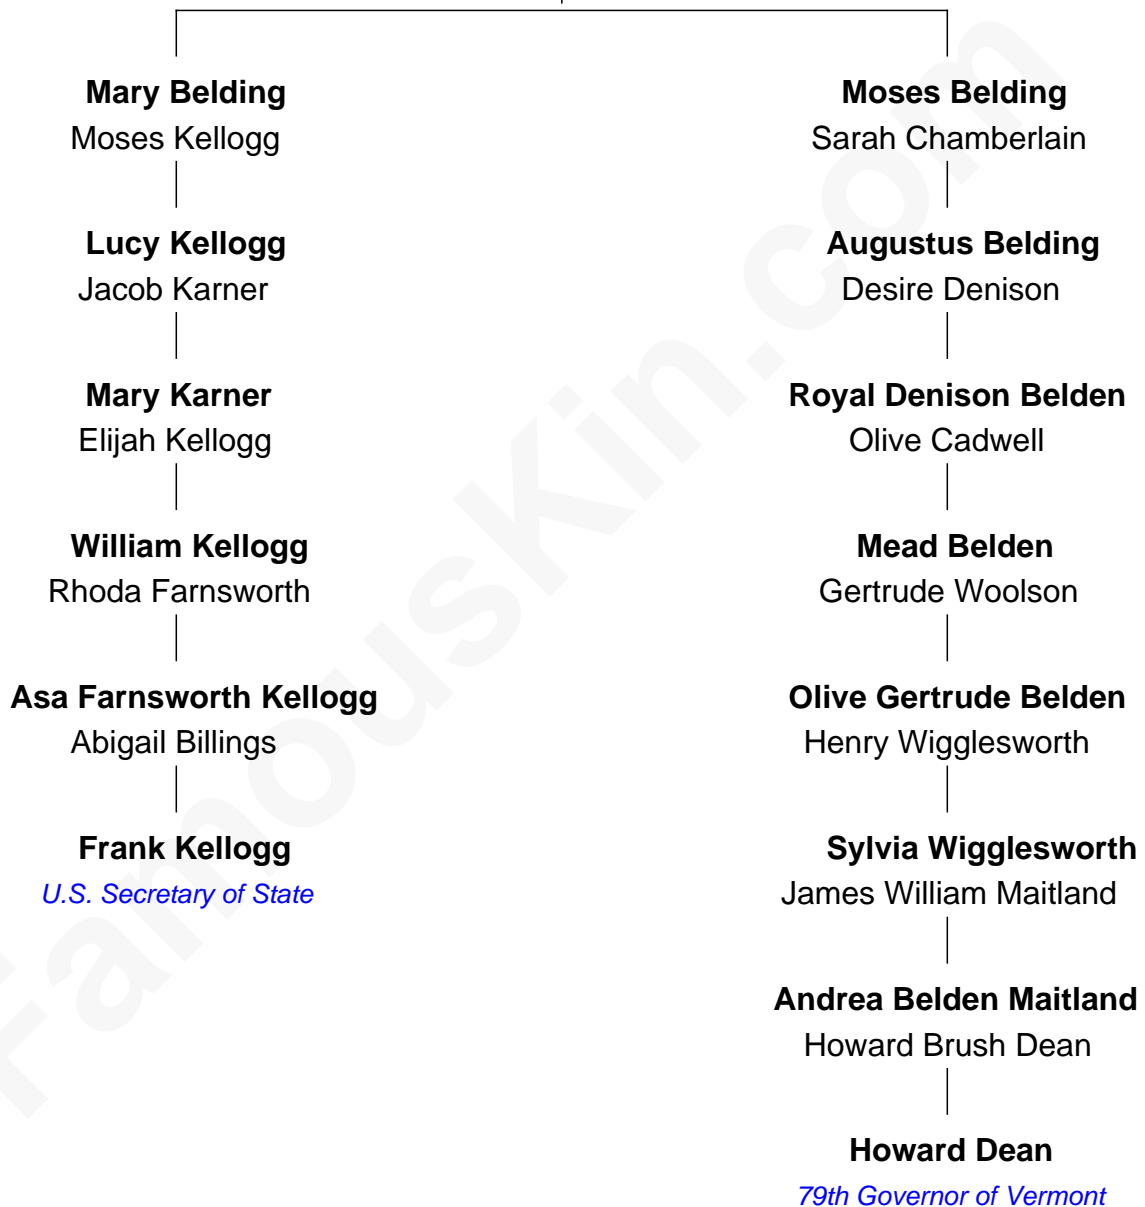 Mary Belding
Moses Kellogg
Lucy Kellogg
Jacob Karner
Mary Karner
Elijah Kellogg
William Kellogg
Rhoda Farnsworth
Asa Farnsworth Kellogg
Abigail Billings
Frank Kellogg
U.S. Secretary of State
Moses Belding
Sarah Chamberlain
Augustus Belding
Desire Denison
Royal Denison Belden
Olive Cadwell
Mead Belden
Gertrude Woolson
Olive Gertrude Belden
Henry Wigglesworth
Sylvia Wigglesworth
James William Maitland
Andrea Belden Maitland
Howard Brush Dean
Howard Dean
79th Governor of Vermont
FamousKin.com